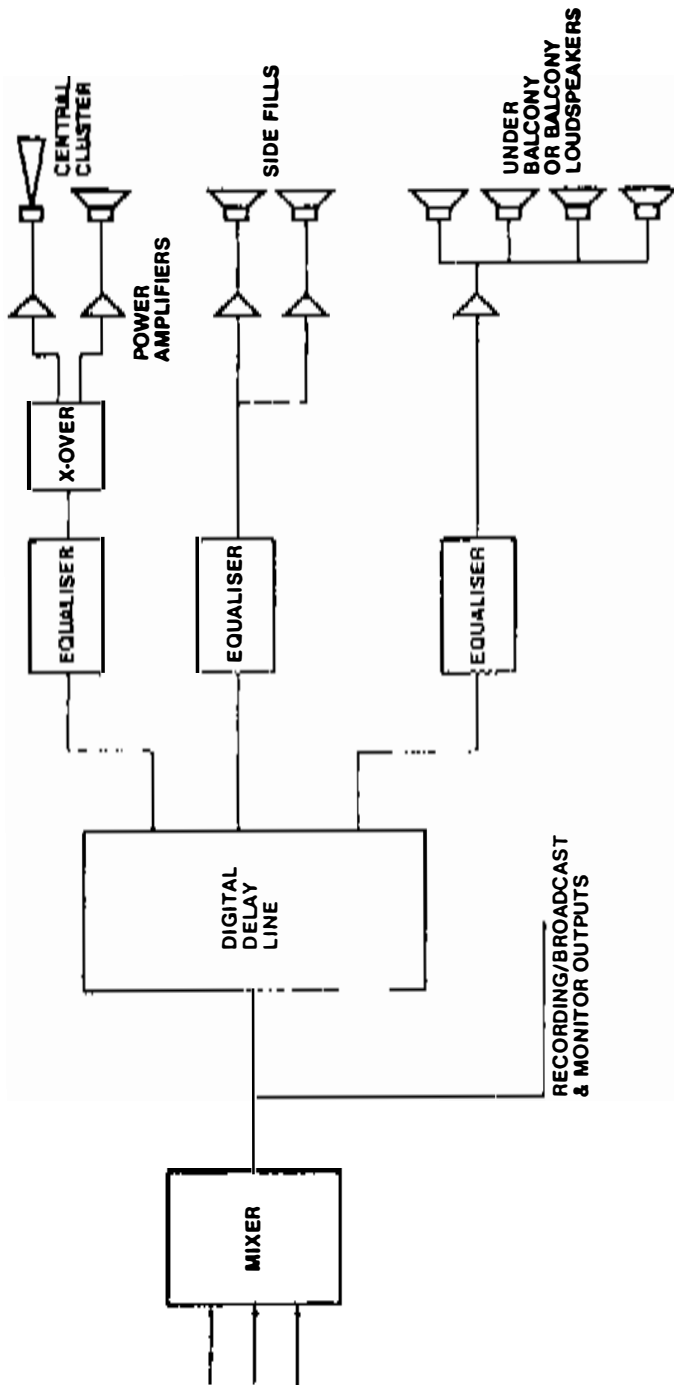 MIXER
RECORDING/BROADCAST
& MONITOR OUTPUTS
DIGITAL
DELAY
LINE
EQUALISER
EQUALISER
EQUALISER
X-OVER
POWER
AMPLIFIERS
CENTRAL
CLUSTER
SIDE FILLS
UNDER
BALCONY
OR BALCONY
LOUDSPEAKERS